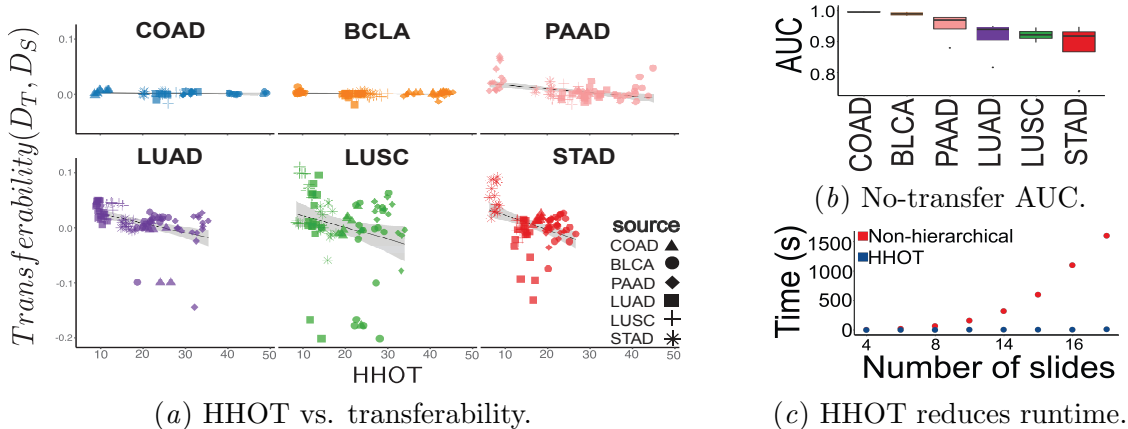 COAD
BCLA
PAAD
0.1
0.0
LUAD
LUSC
STAD
0.1
0.0
-0.1
-0.2
10 20 30 40 50
10 20 30 40 50
10 20 30 40 50
Transferability(D_T, D_S)
HHOT
source
COAD
BLCA
PAAD
LUAD
LUSC
STAD
(a) HHOT vs. transferability.
AUC
1.0
0.9
0.8
COAD
BLCA
PAAD
LUAD
LUSC
STAD
(b) No-transfer AUC.
Time (s)
1500
1000
500
0
Non-hierarchical
HHOT
4 8 14 16
Number of slides
(c) HHOT reduces runtime.